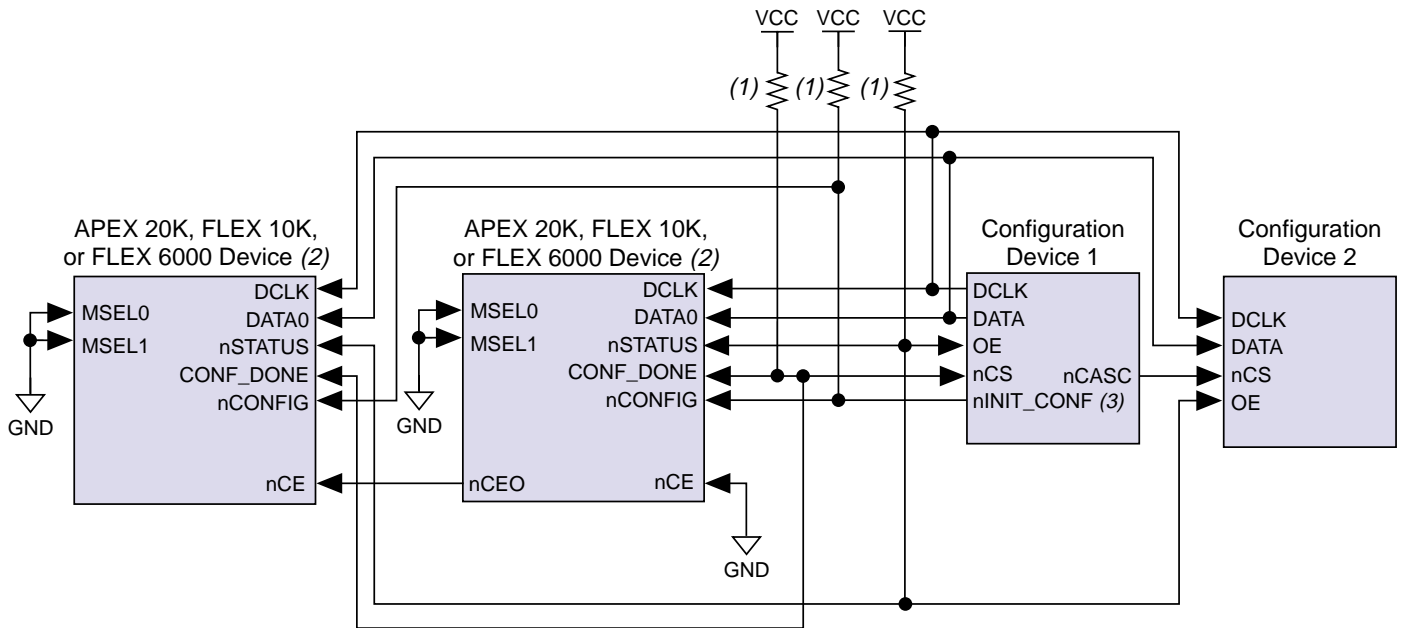 VCC VCC VCC
(1) (1) (1)
APEX 20K, FLEX 10K,
or FLEX 6000 Device (2)
MSEL0
MSEL1
DCLK
DATA0
nSTATUS
CONF_DONE
nCONFIG
nCE
GND
APEX 20K, FLEX 10K,
or FLEX 6000 Device (2)
MSEL0
MSEL1
DCLK
DATA0
nSTATUS
CONF_DONE
nCONFIG
nCEO
nCE
GND
GND
Configuration
Device 1
DCLK
DATA
OE
nCS
nCASC
nINIT_CONF (3)
Configuration
Device 2
DCLK
DATA
nCS
OE